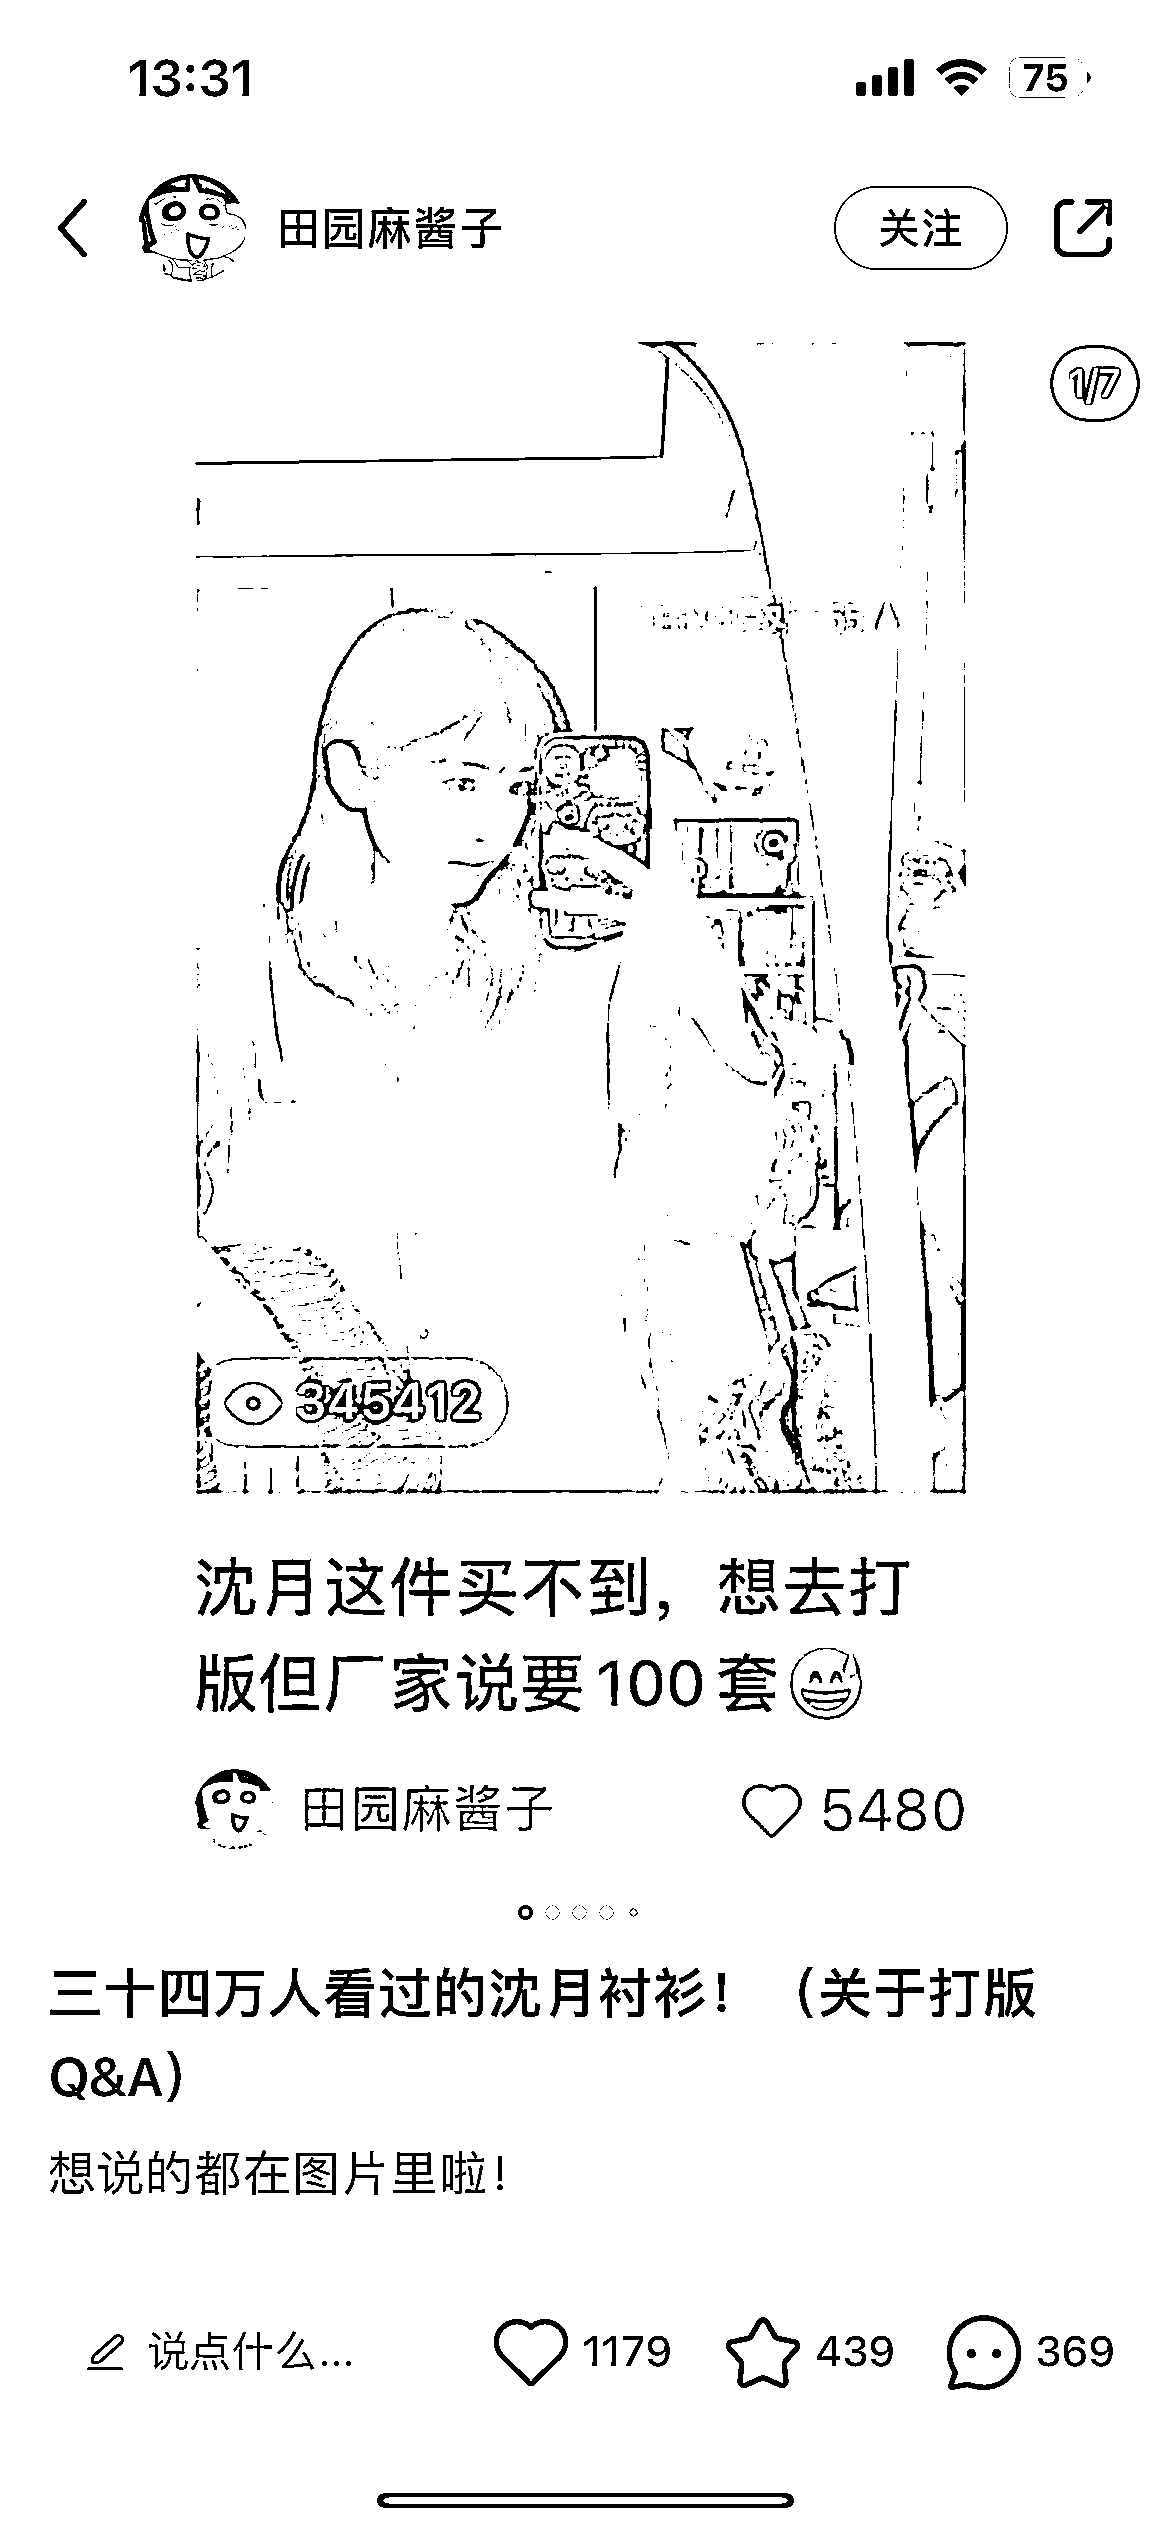 13:31
75
田园麻酱子
关注
1/7
345412
沈月这件买不到，想去打
版但厂家说要100套😅
田园麻酱子
5480
三十四万人看过的沈月衬衫！（关于打版
Q&A）
想说的都在图片里啦！
说点什么...
1179
439
369